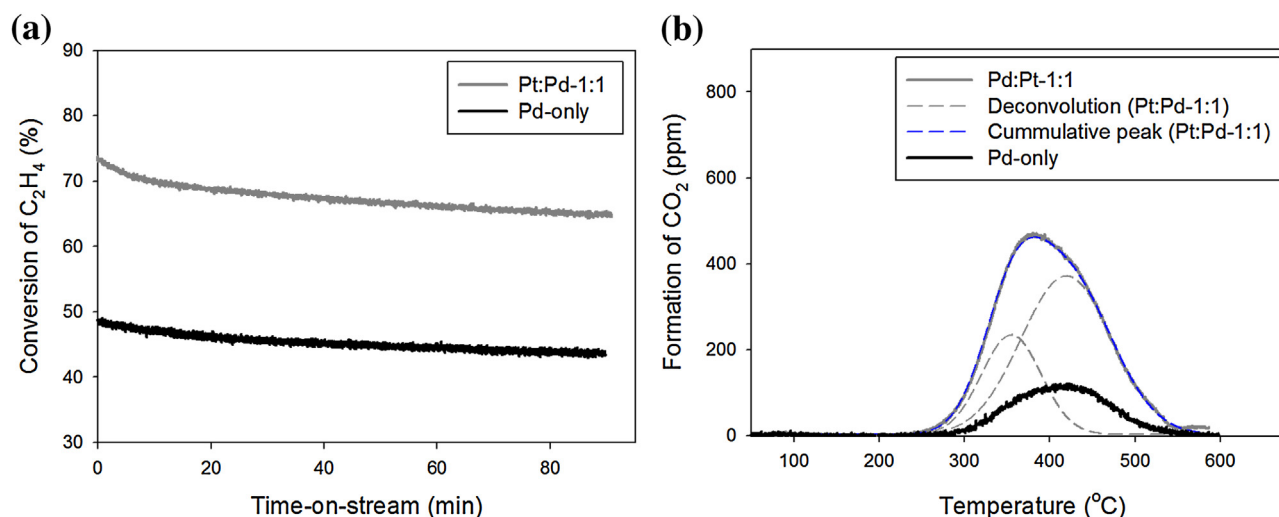 (a)
90
80
70
60
50
40
30
Conversion of C₂H₄ (%)
Pt:Pd-1:1
Pd-only
0 20 40 60 80
Time-on-stream (min)
(b)
800
600
400
200
0
Formation of CO₂ (ppm)
Pd:Pt-1:1
Deconvolution (Pt:Pd-1:1)
Cummulative peak (Pt:Pd-1:1)
Pd-only
100 200 300 400 500 600
Temperature (°C)